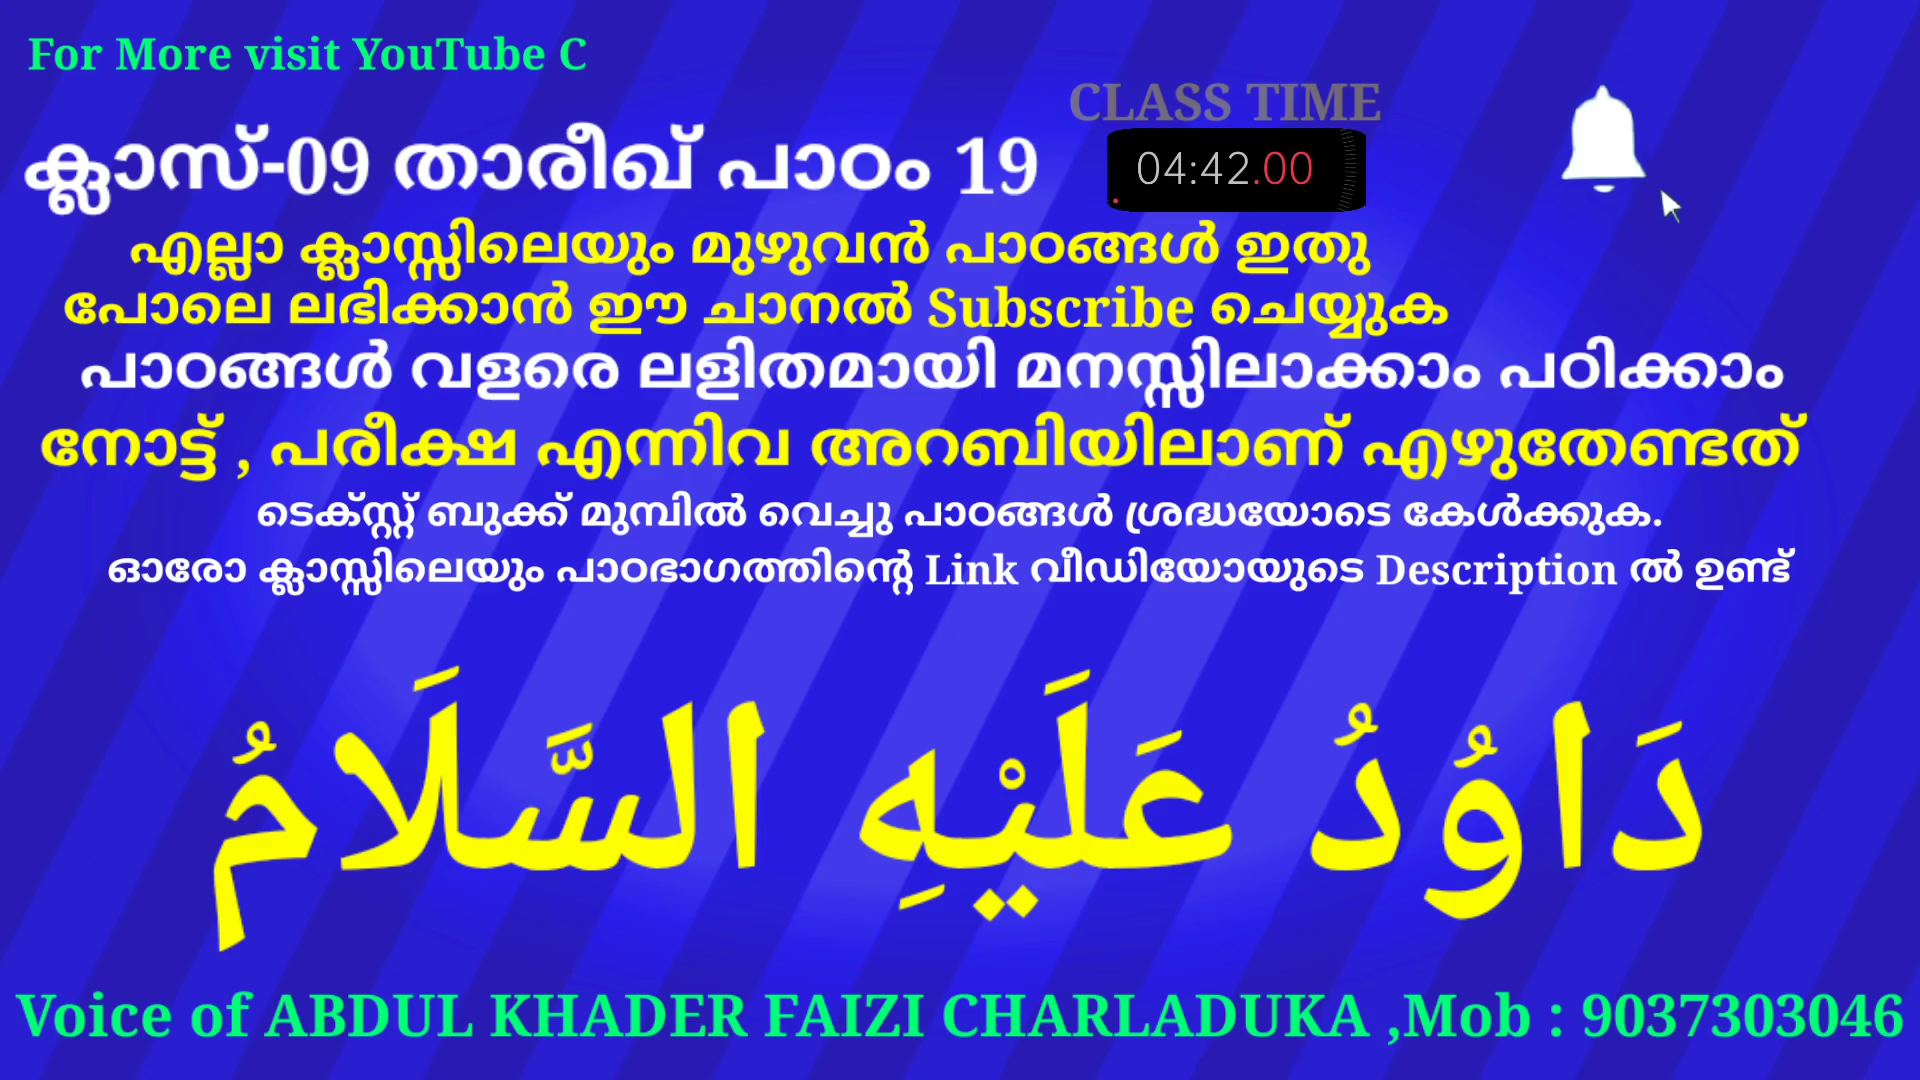 For More visit YouTube C
CLASS TIME
ക്ലാസ്-09 താരീഖ് പാഠം 19
04:42.00
എല്ലാ ക്ലാസ്സിലെയും മുഴുവൻ പാഠങ്ങൾ ഇതു
പോലെ ലഭിക്കാൻ ഈ ചാനൽ Subscribe ചെയ്യുക
പാഠങ്ങൾ വളരെ ലളിതമായി മനസ്സിലാക്കാം പഠിക്കാം
നോട്ട് , പരീക്ഷ എന്നിവ അറബിയിലാണ് എഴുതേണ്ടത്
ടെക്സ്റ്റ് ബുക്ക് മുമ്പിൽ വെച്ചു പാഠങ്ങൾ ശ്രദ്ധയോടെ കേൾക്കുക.
ഓരോ ക്ലാസ്സിലെയും പാഠഭാഗത്തിന്റെ Link വീഡിയോയുടെ Description ൽ ഉണ്ട്
دَاوُدُ عَلَيْهِ السَّلَامُ
Voice of ABDUL KHADER FAIZI CHARLADUKA ,Mob : 9037303046